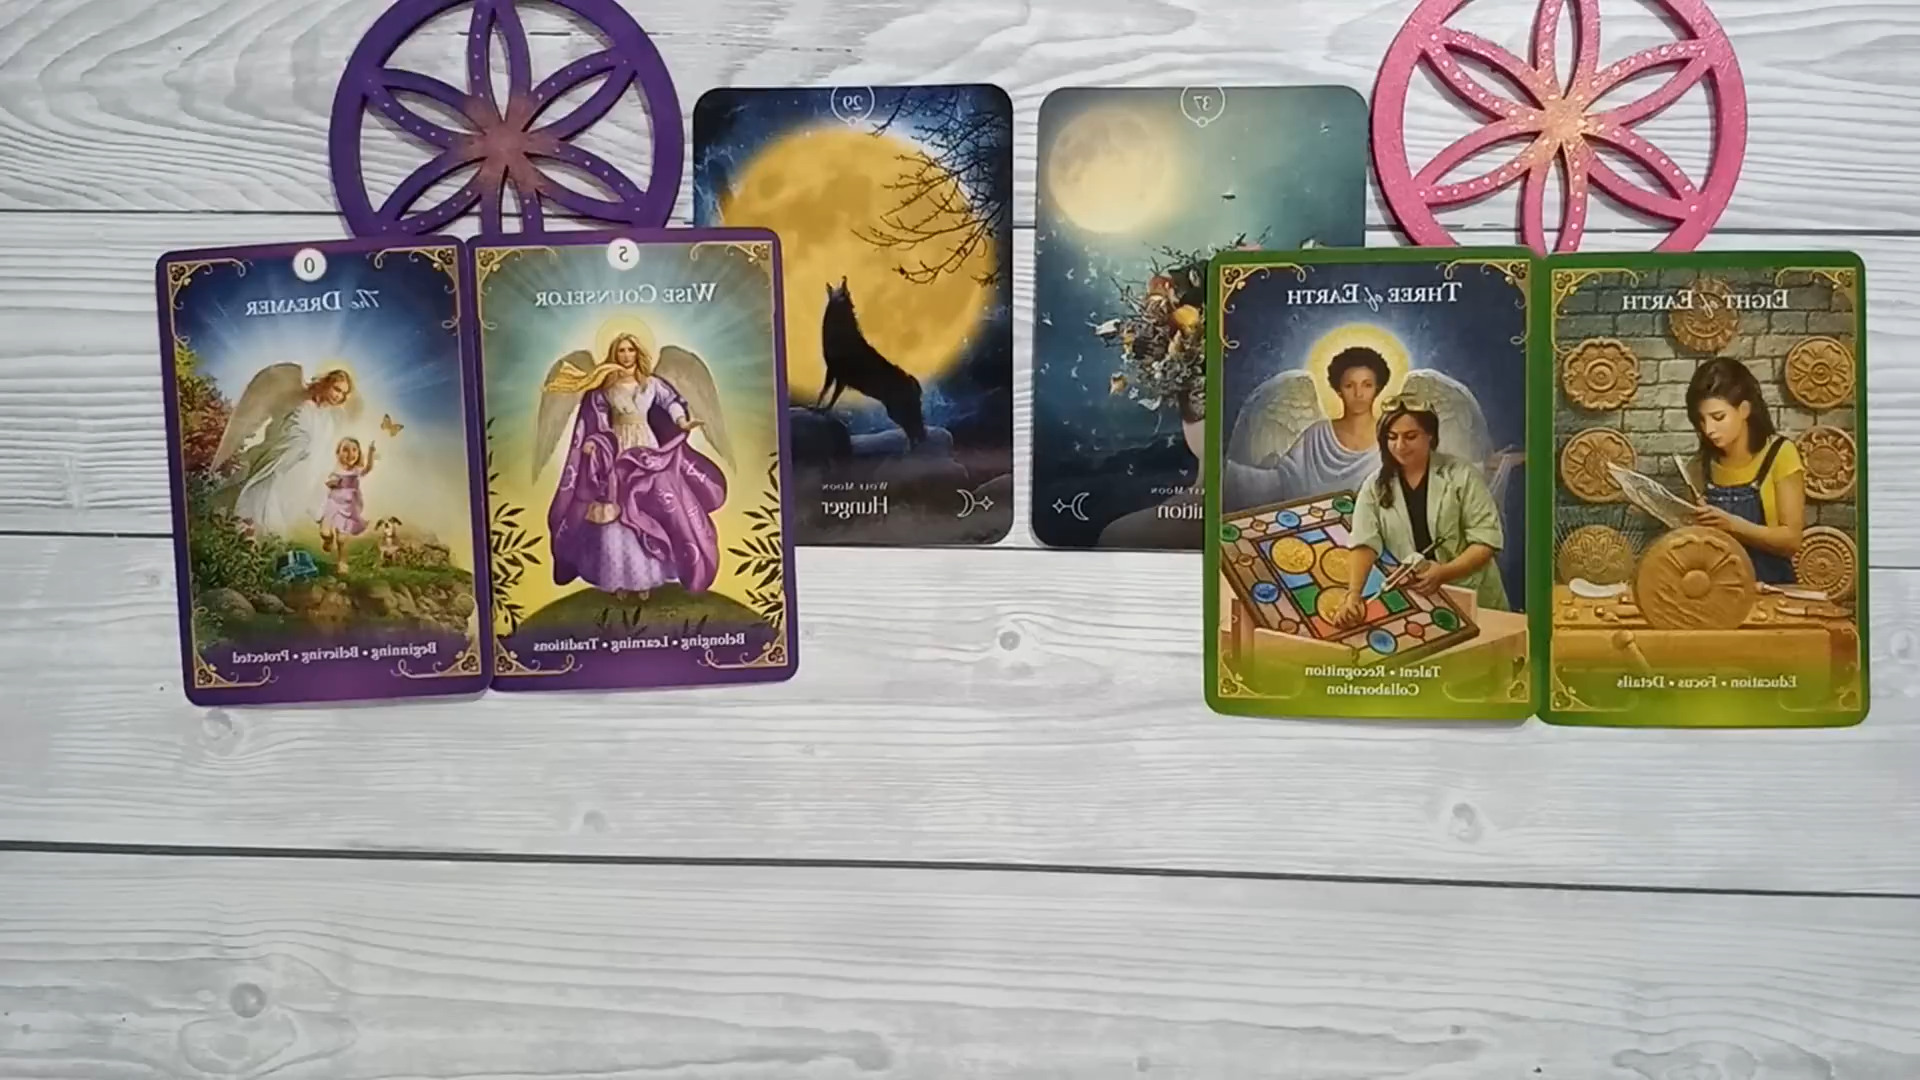 29
37
0
The DREAMER
Beginning • Believing • Protected
5
WISE COUNSELOR
Belonging • Learning • Traditions
WOLF MOON
Hunger
MOON
THREE of EARTH
Talent • Recognition
Collaboration
EIGHT of EARTH
Education • Focus • Details